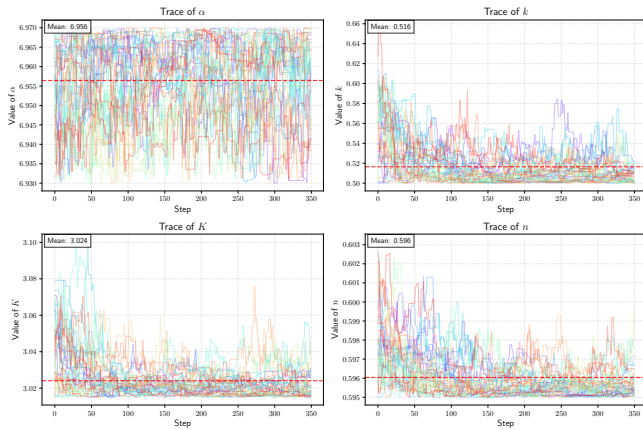 Trace of α
Mean: 6.956
6.970
6.965
6.960
6.955
6.950
6.945
6.940
6.935
6.930
Value of α
0 50 100 150 200 250 300 350
Step
Trace of k
Mean: 0.516
0.66
0.64
0.62
0.60
0.58
0.56
0.54
0.52
0.50
Value of k
0 50 100 150 200 250 300 350
Step
Trace of K
Mean: 3.024
3.10
3.08
3.06
3.04
3.02
Value of K
0 50 100 150 200 250 300 350
Step
Trace of n
Mean: 0.596
0.603
0.602
0.601
0.600
0.599
0.598
0.597
0.596
0.595
Value of n
0 50 100 150 200 250 300 350
Step